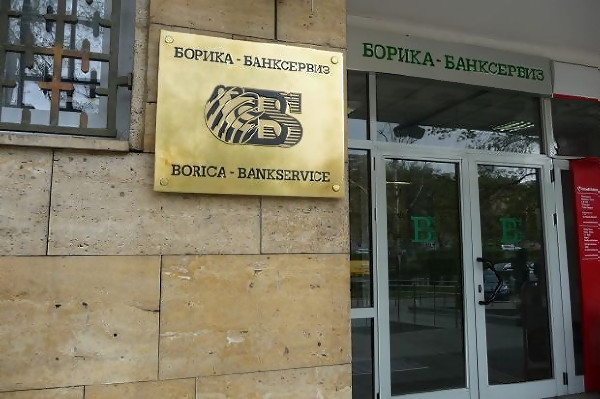 БОРИКА - БАНКСЕРВИЗ
Б
BORICA - BANKSERVICE
БОРИКА-БАНКСЕРВИЗ
Б
Б